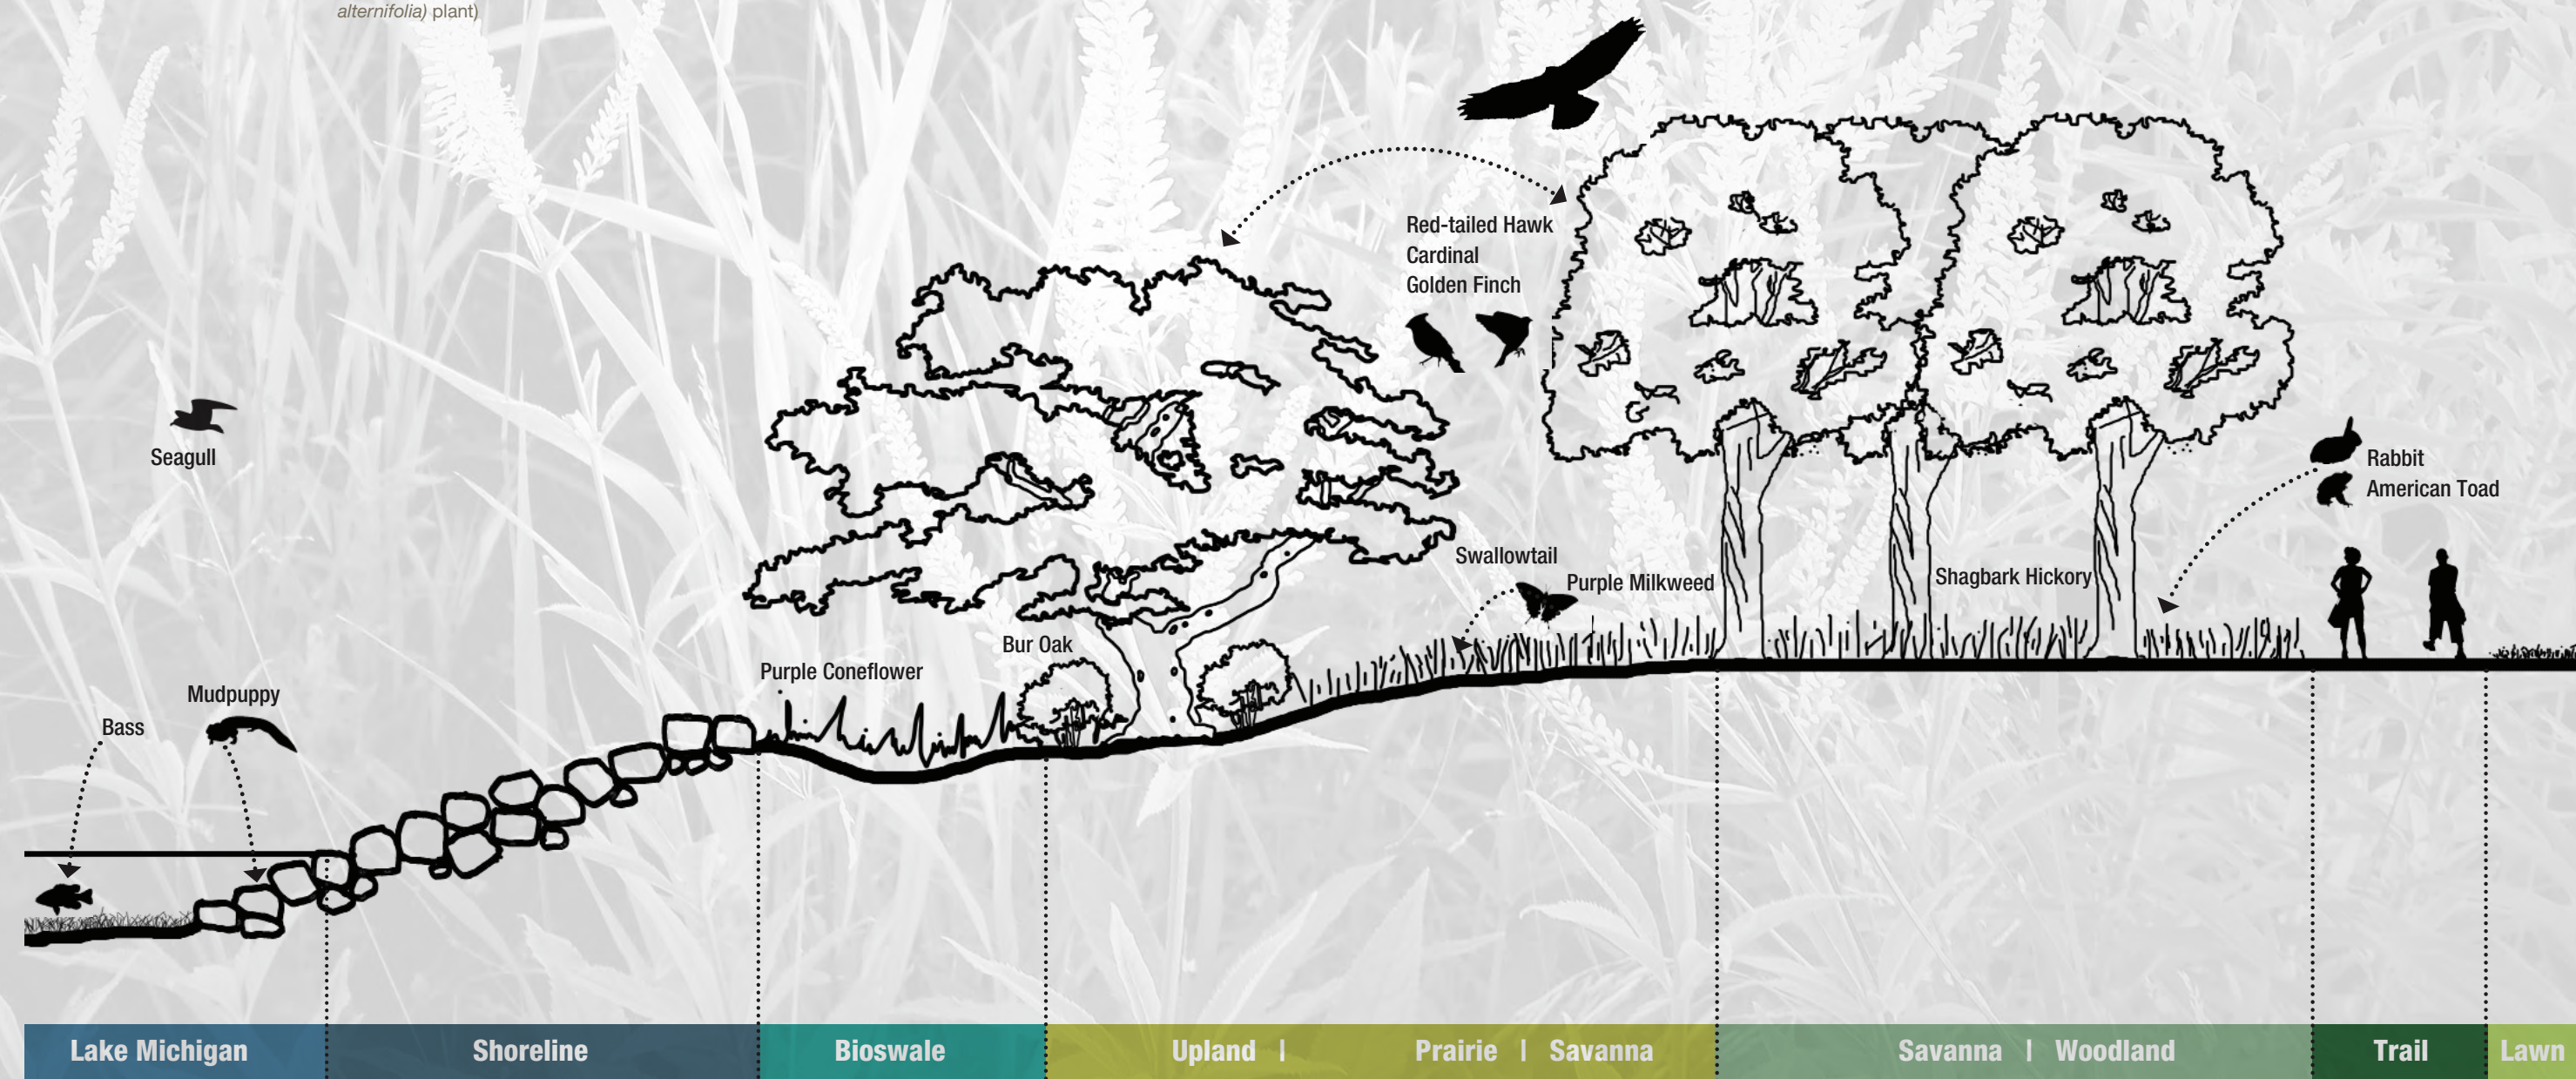 alternifolia) plant)
Red-tailed Hawk
Cardinal
Golden Finch
Seagull
Rabbit
American Toad
Swallowtail
Purple Milkweed
Shagbark Hickory
Bur Oak
Purple Coneflower
Mudpuppy
Bass
Lake Michigan
Shoreline
Bioswale
Upland | Prairie | Savanna
Savanna | Woodland
Trail
Lawn